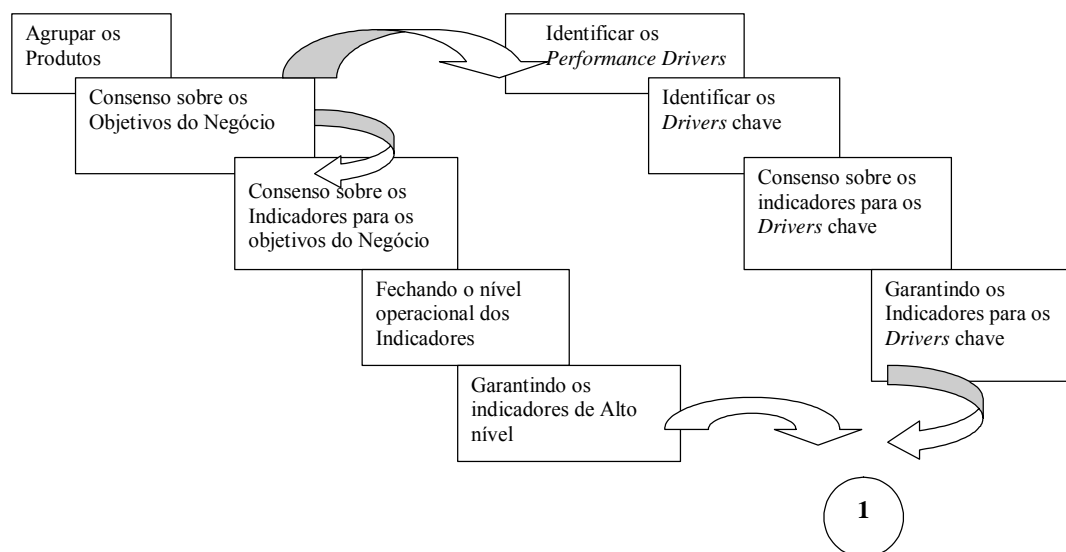 Agrupar os
Produtos
Consenso sobre os
Objetivos do Negócio
Consenso sobre os
Indicadores para os
objetivos do Negócio
Fechando o nível
operacional dos
Indicadores
Garantindo os
indicadores de Alto
nível
Identificar os
Performance Drivers
Identificar os
Drivers chave
Consenso sobre os
indicadores para os
Drivers chave
Garantindo os
Indicadores para os
Drivers chave
1